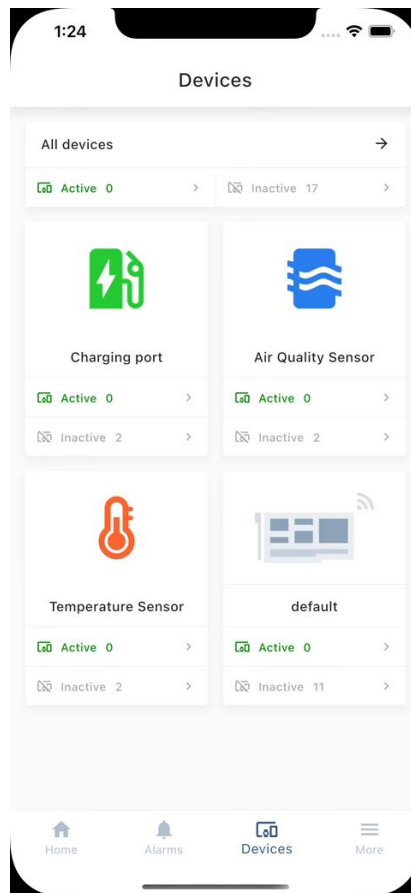 1:24
Devices
All devices
Active 0
Inactive 17
Charging port
Air Quality Sensor
Active 0
Active 0
Inactive 2
Inactive 2
Temperature Sensor
default
Active 0
Active 0
Inactive 2
Inactive 11
Home
Alarms
Devices
More